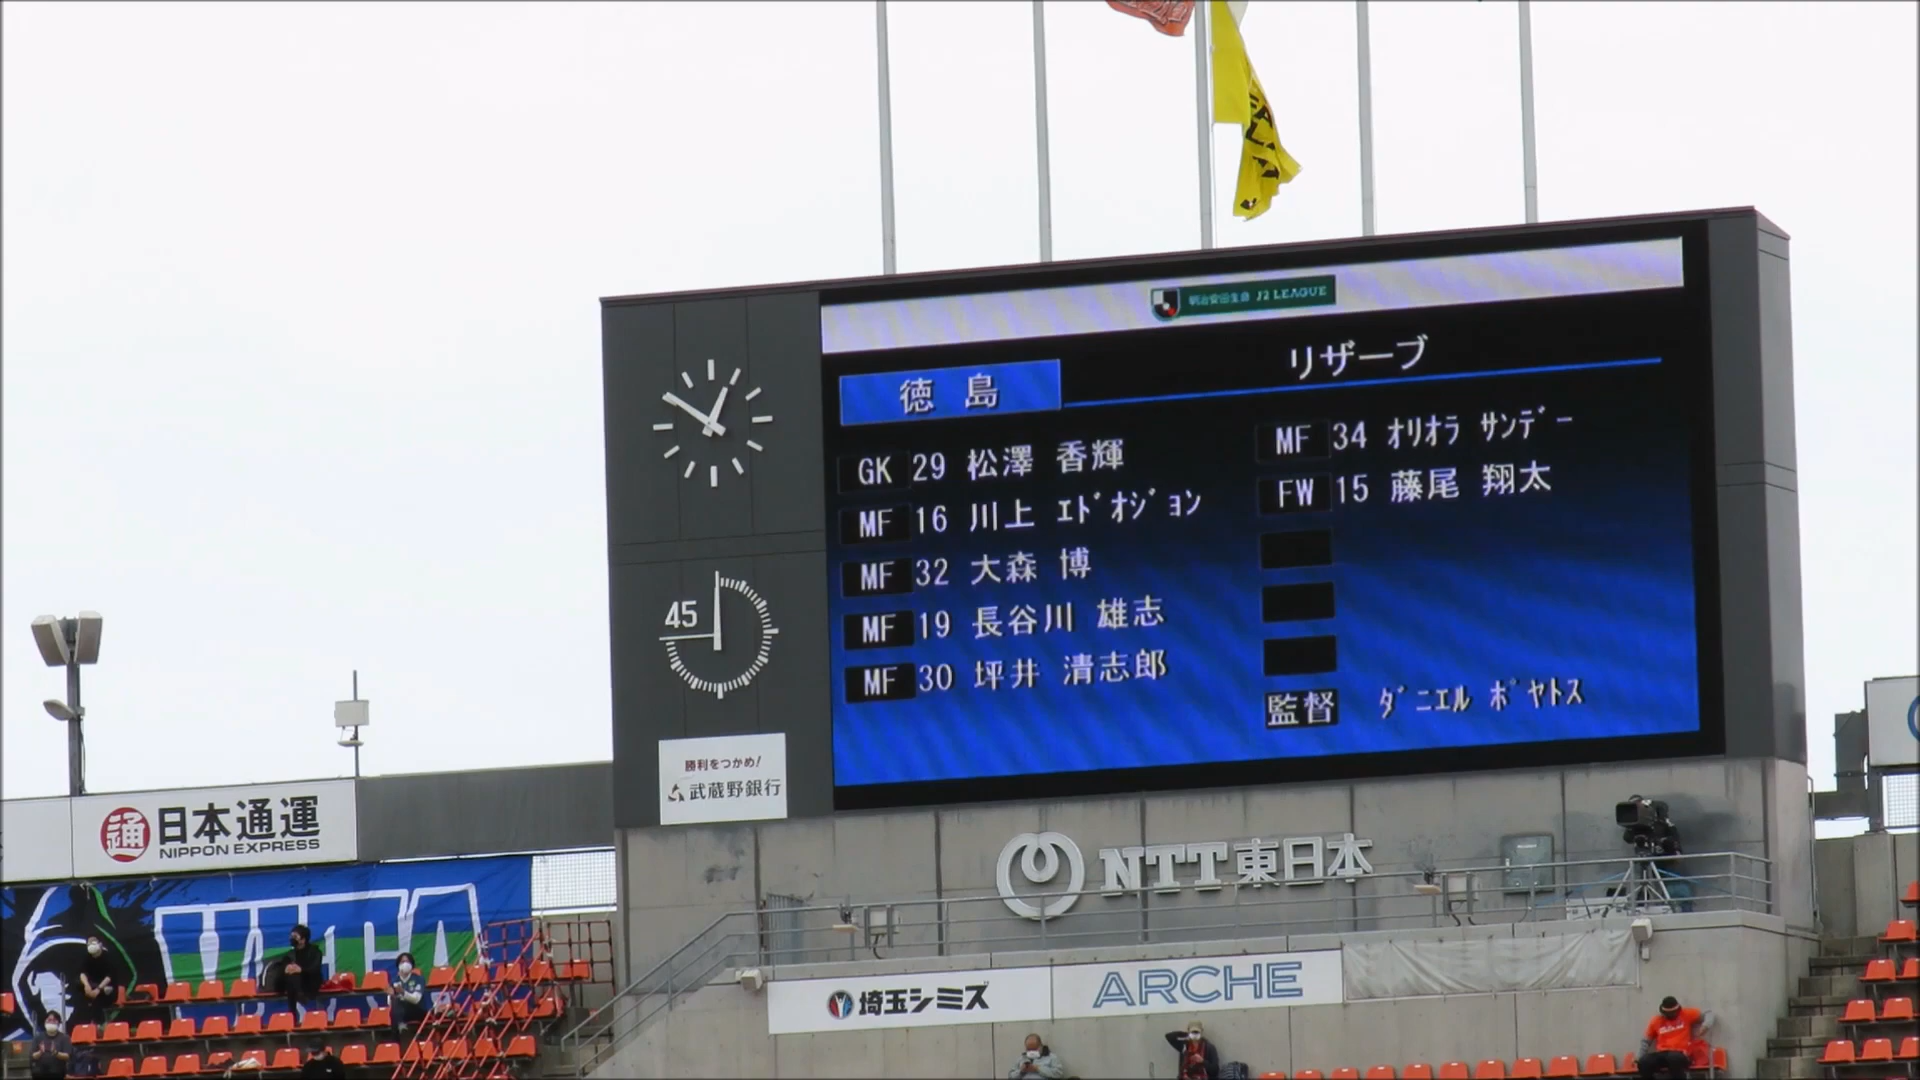 明治安田生命 J2 LEAGUE
徳島
リザーブ
GK 29 松澤 香輝
MF 16 川上 ｴﾄﾞｵｼﾞｮﾝ
MF 32 大森 博
MF 19 長谷川 雄志
MF 30 坪井 清志郎
MF 34 ｵﾘｵﾗ ｻﾝﾃﾞｰ
FW 15 藤尾 翔太
監督 ﾀﾞﾆｴﾙ ﾎﾞﾔﾄｽ
45
勝利をつかめ!
武蔵野銀行
通 日本通運
NIPPON EXPRESS
NTT東日本
埼玉シミズ
ARCHE